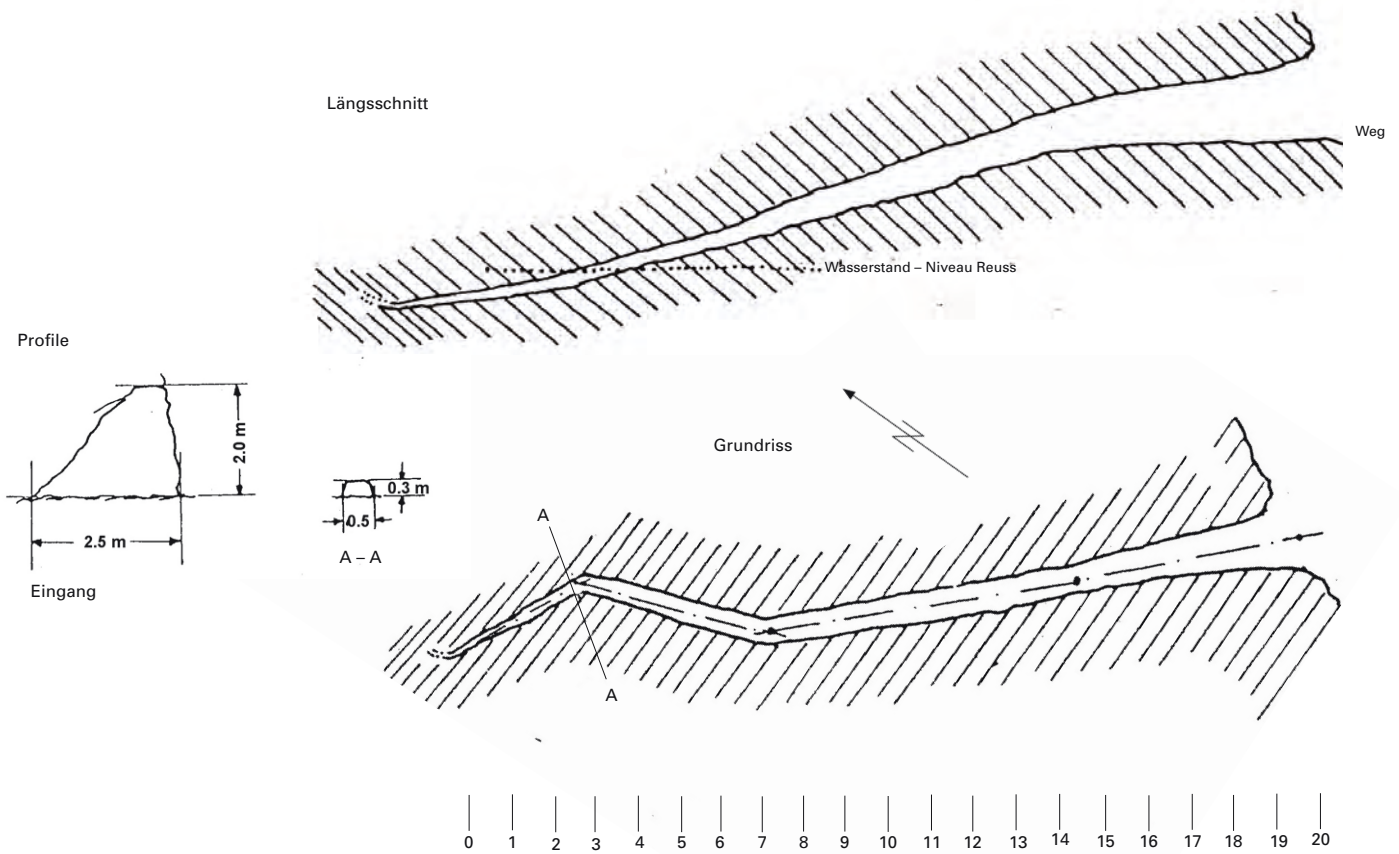 Längsschnitt
Weg
Wasserstand – Niveau Reuss
Profile
2.0 m
2.5 m
Eingang
0.3 m
0.5
A – A
Grundriss
A
A
0 1 2 3 4 5 6 7 8 9 10 11 12 13 14 15 16 17 18 19 20